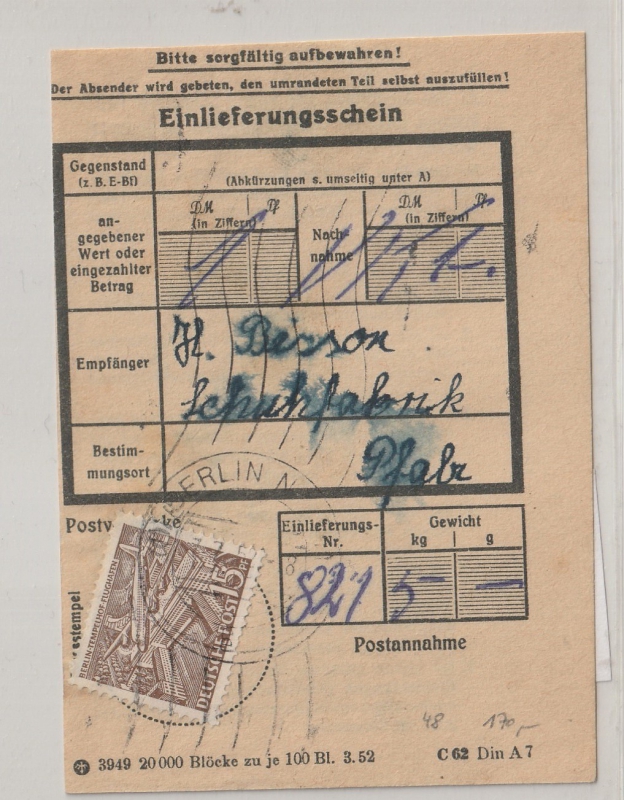 Bitte sorgfältig aufbewahren!
Der Absender wird gebeten, den umrandeten Teil selbst auszufüllen!
Einlieferungsschein
Gegenstand
(z. B. E-Bf)
(Abkürzungen s. umseitig unter A)
an-
gegebener
Wert oder
eingezahlter
Betrag
DM Pf
(in Ziffern)
Nach-
nahme
DM Pf
(in Ziffern)
Empfänger
H. Besson
Schuhfabrik
Bestim-
mungsort
Pfalz
BERLIN N
Einlieferungs-
Nr.
821
Gewicht
kg g
5 —
BERLIN-TEMPELHOF FLUGHAFEN
15 PF
DEUTSCHE POST
Postannahme
48 170,-
3949 20000 Blöcke zu je 100 Bl. 3.52 C 62 Din A 7